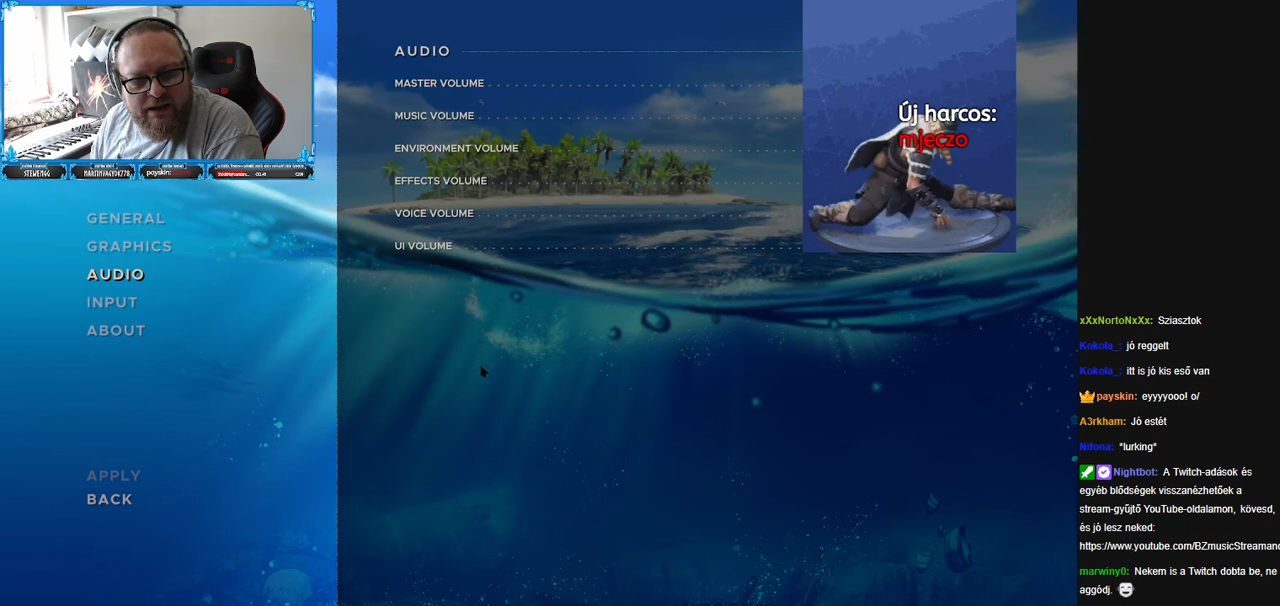 STEWENGG
payskin:
GENERAL
GRAPHICS
AUDIO
INPUT
ABOUT
APPLY
BACK
AUDIO
MASTER VOLUME
MUSIC VOLUME
ENVIRONMENT VOLUME
EFFECTS VOLUME
VOICE VOLUME
UI VOLUME
Új harcos:
mjeczo
xXxNortoNxXx: Sziasztok
Kokola_: jó reggelt
Kokola_: itt is jó kis eső van
payskin: eyyyyooo! o/
A3rkham: Jó estét
Nifona: *lurking*
Nightbot: A Twitch-adások és
egyéb blődségek visszanézhetőek a
stream-gyűjtő YouTube-oldalamon, kövesd,
és jó lesz neked:
https://www.youtube.com/BZmusicStreamand
marwiny0: Nekem is a Twitch dobta be, ne
aggódj.